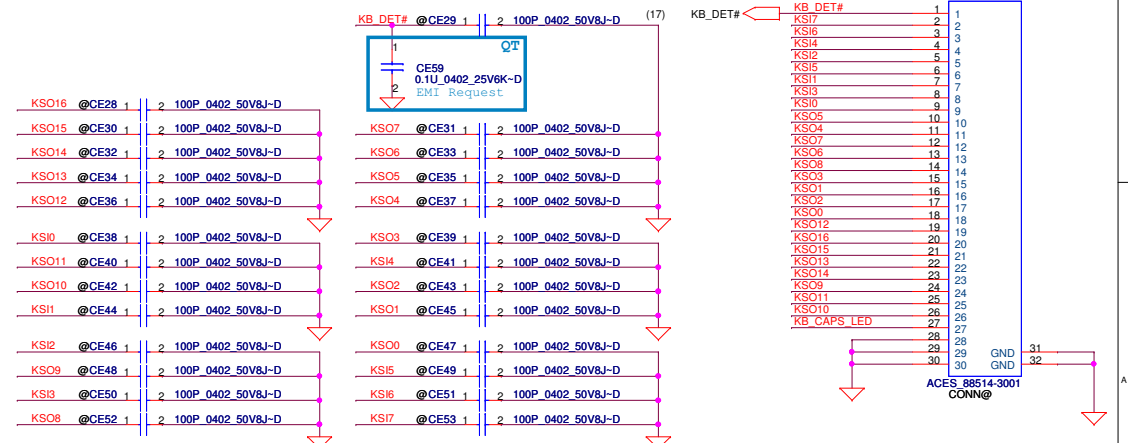 KB_DET# @CE29 1 2 100P_0402_50V8J~D (17)
QT
1
CE59
0.1U_0402_25V6K~D
2
EMI Request
KSO16 @CE28 1 2 100P_0402_50V8J~D
KSO15 @CE30 1 2 100P_0402_50V8J~D
KSO14 @CE32 1 2 100P_0402_50V8J~D
KSO13 @CE34 1 2 100P_0402_50V8J~D
KSO12 @CE36 1 2 100P_0402_50V8J~D
KSI0 @CE38 1 2 100P_0402_50V8J~D
KSO11 @CE40 1 2 100P_0402_50V8J~D
KSO10 @CE42 1 2 100P_0402_50V8J~D
KSI1 @CE44 1 2 100P_0402_50V8J~D
KSI2 @CE46 1 2 100P_0402_50V8J~D
KSO9 @CE48 1 2 100P_0402_50V8J~D
KSI3 @CE50 1 2 100P_0402_50V8J~D
KSO8 @CE52 1 2 100P_0402_50V8J~D
KSO7 @CE31 1 2 100P_0402_50V8J~D
KSO6 @CE33 1 2 100P_0402_50V8J~D
KSO5 @CE35 1 2 100P_0402_50V8J~D
KSO4 @CE37 1 2 100P_0402_50V8J~D
KSO3 @CE39 1 2 100P_0402_50V8J~D
KSI4 @CE41 1 2 100P_0402_50V8J~D
KSO2 @CE43 1 2 100P_0402_50V8J~D
KSO1 @CE45 1 2 100P_0402_50V8J~D
KSO0 @CE47 1 2 100P_0402_50V8J~D
KSI5 @CE49 1 2 100P_0402_50V8J~D
KSI6 @CE51 1 2 100P_0402_50V8J~D
KSI7 @CE53 1 2 100P_0402_50V8J~D
KB_DET# KB_DET# 1 1
KSI7 2 2
KSI6 3 3
KSI4 4 4
KSI2 5 5
KSI5 6 6
KSI1 7 7
KSI3 8 8
KSI0 9 9
KSO5 10 10
KSO4 11 11
KSO7 12 12
KSO6 13 13
KSO8 14 14
KSO3 15 15
KSO1 16 16
KSO2 17 17
KSO0 18 18
KSO12 19 19
KSO16 20 20
KSO15 21 21
KSO13 22 22
KSO14 23 23
KSO9 24 24
KSO11 25 25
KSO10 26 26
KB_CAPS_LED 27 27
28 28
29 29 GND 31
30 30 GND 32
ACES_88514-3001
CONN@
A